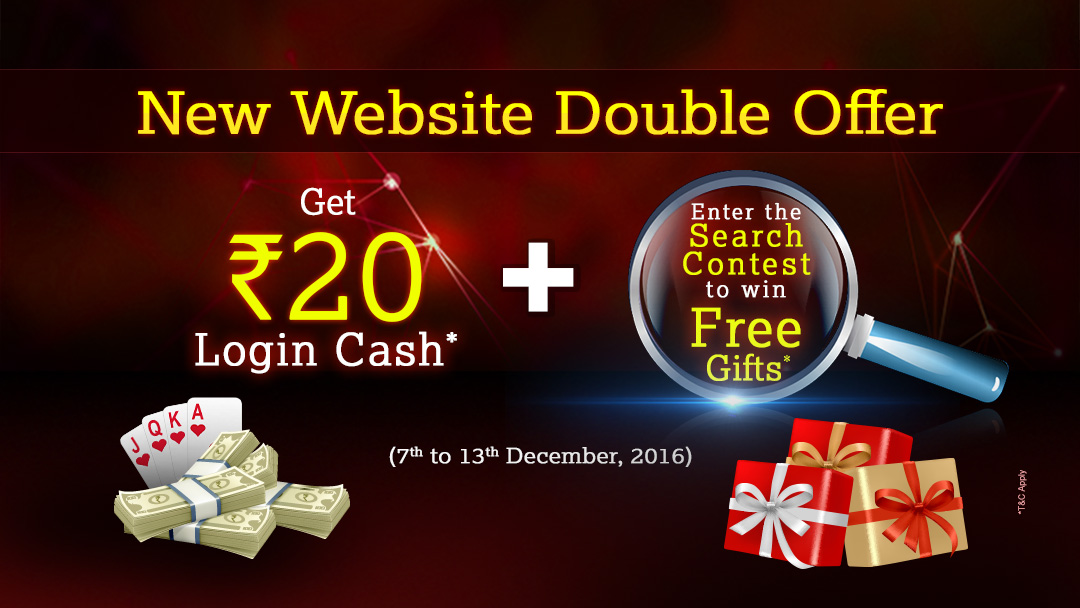 New Website Double Offer
Get
₹20
Login Cash*
+
Enter the
Search
Contest
to win
Free
Gifts*
J Q K A
(7th to 13th December, 2016)
*T&C Apply